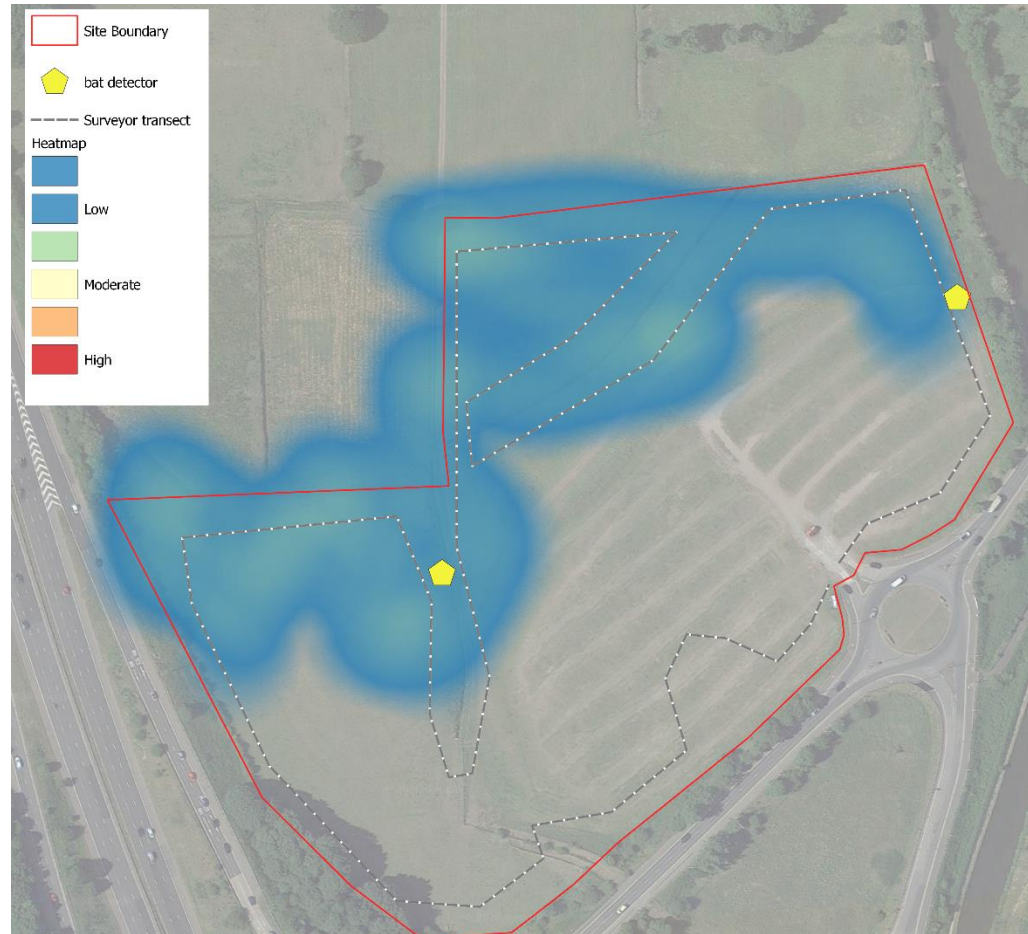 Site Boundary
bat detector
Surveyor transect
Heatmap
Low
Moderate
High